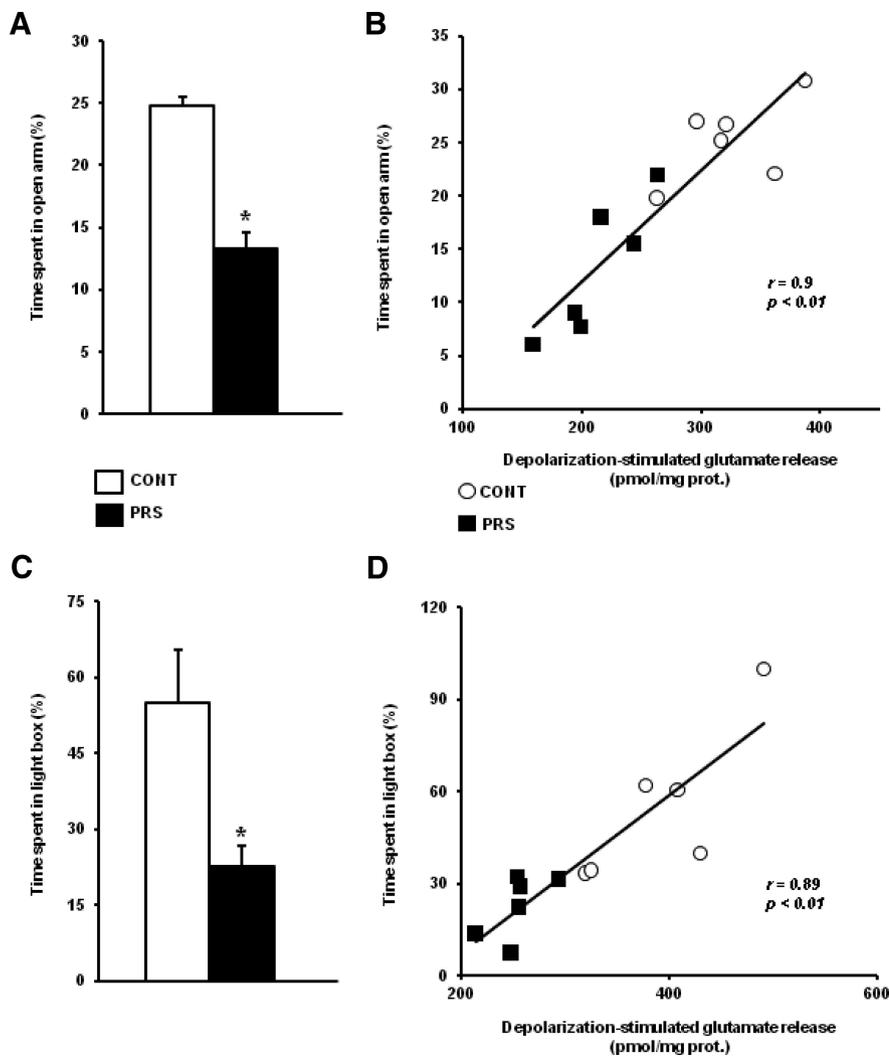 A
30
25
20
15
10
5
0
Time spent in open arm (%)
*
CONT
PRS
B
35
30
25
20
15
10
5
0
Time spent in open arm (%)
r = 0.9
p < 0.01
100 200 300 400
Depolarization-stimulated glutamate release
(pmol/mg prot.)
CONT
PRS
C
75
60
45
30
15
0
Time spent in light box (%)
*
D
120
90
60
30
0
Time spent in light box (%)
r = 0.89
p < 0.01
200 400 600
Depolarization-stimulated glutamate release
(pmol/mg prot.)